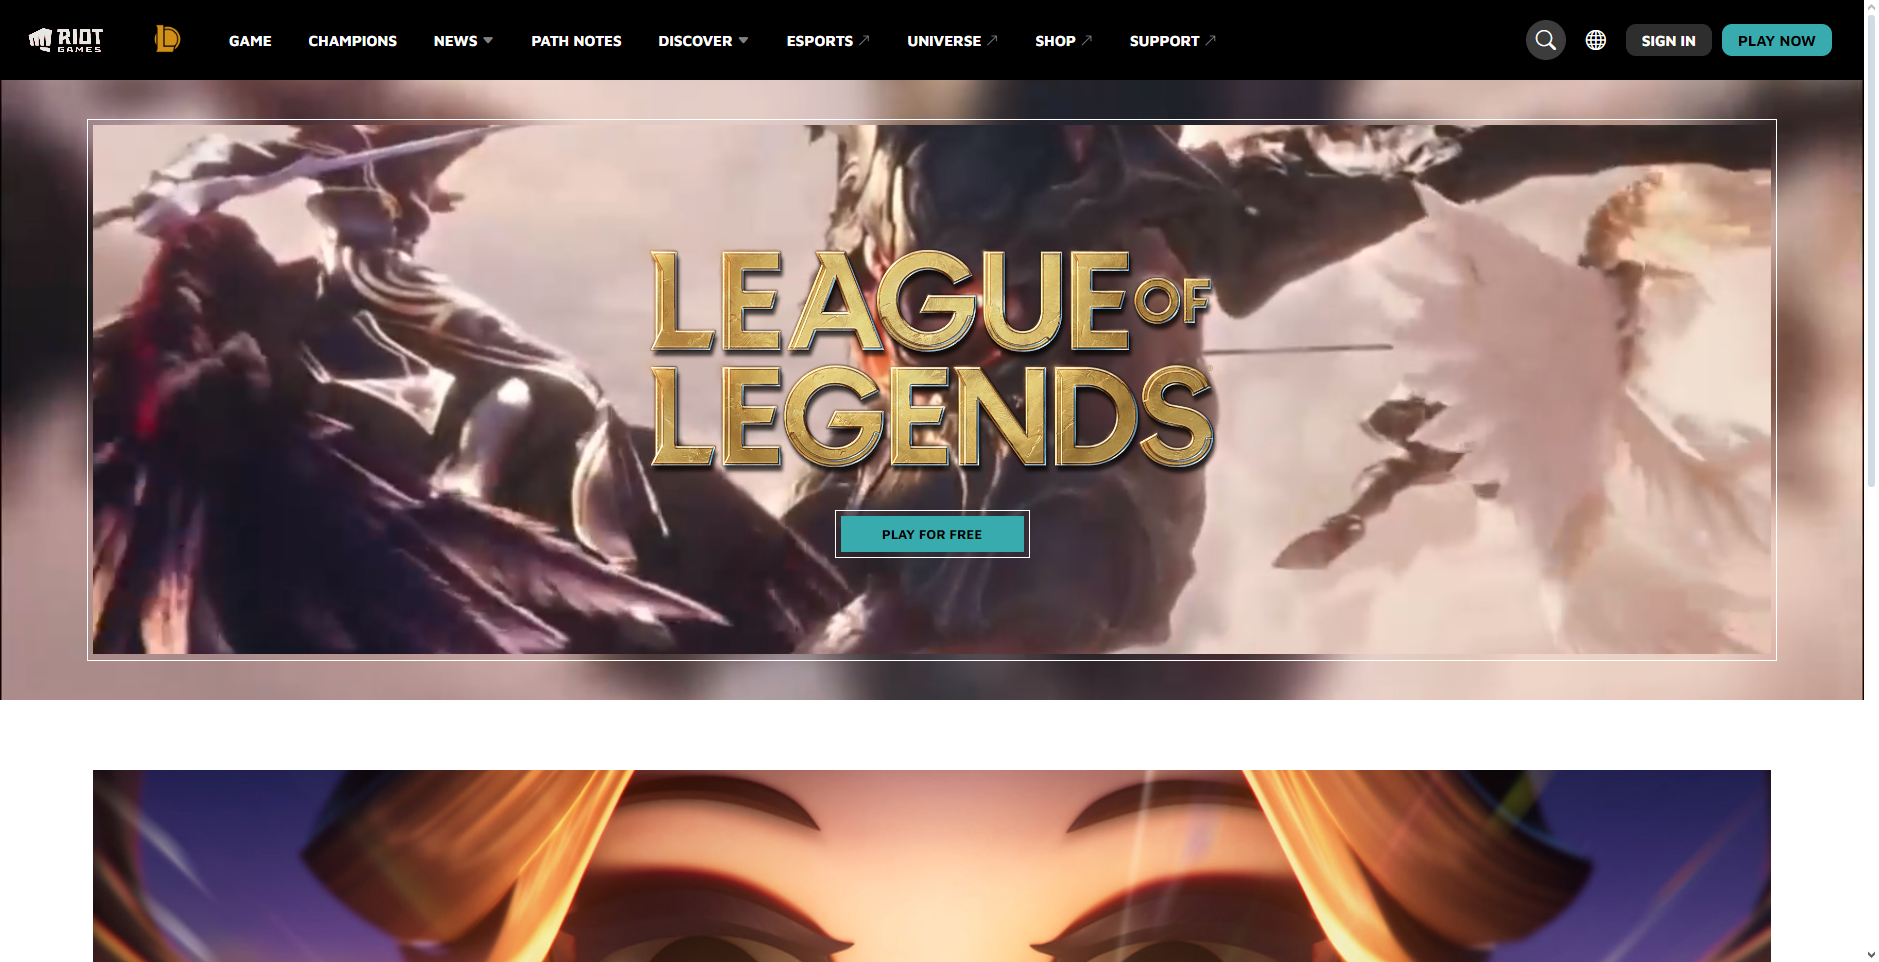 RIOT
GAMES
GAME
CHAMPIONS
NEWS
PATH NOTES
DISCOVER
ESPORTS
UNIVERSE
SHOP
SUPPORT
SIGN IN
PLAY NOW
LEAGUE OF
LEGENDS
PLAY FOR FREE